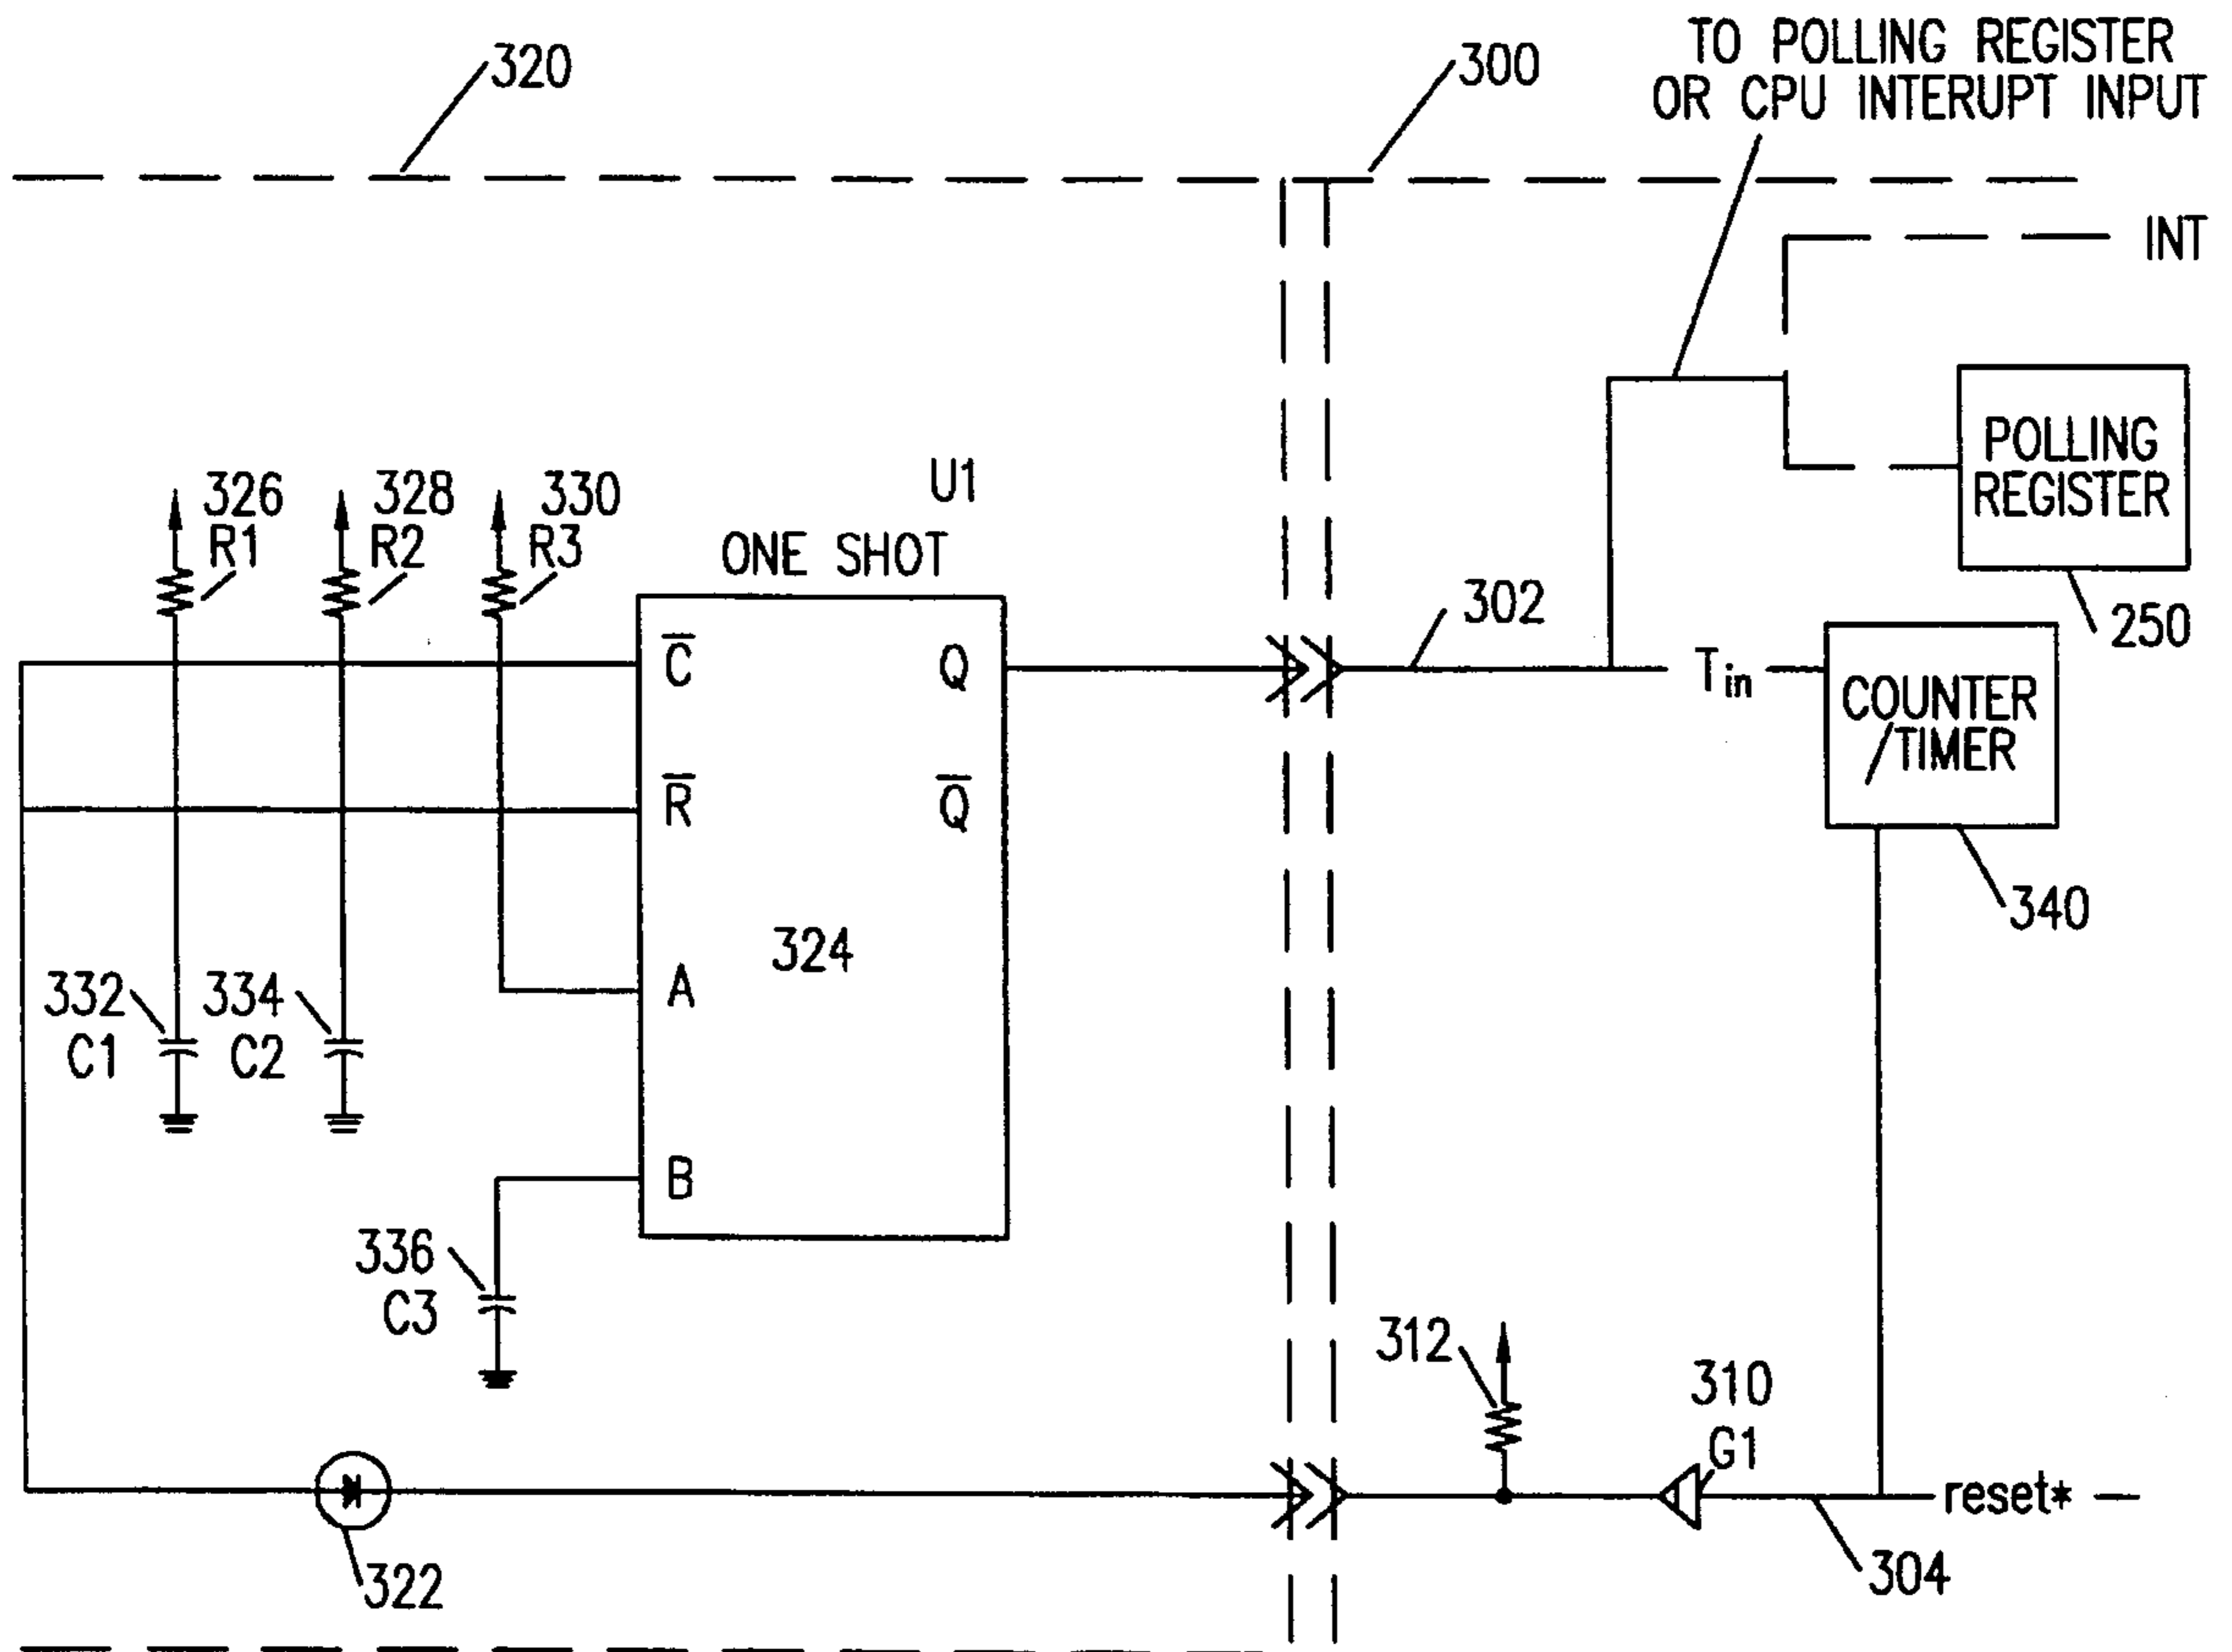 320
300
TO POLLING REGISTER
OR CPU INTERUPT INPUT
INT
POLLING
REGISTER
250
326
R1
328
R2
330
R3
U1
ONE SHOT
302
C̅
Q
R̅
Q̅
A
B
324
Tin
COUNTER
/TIMER
340
332
C1
334
C2
336
C3
312
310
G1
reset*
304
322